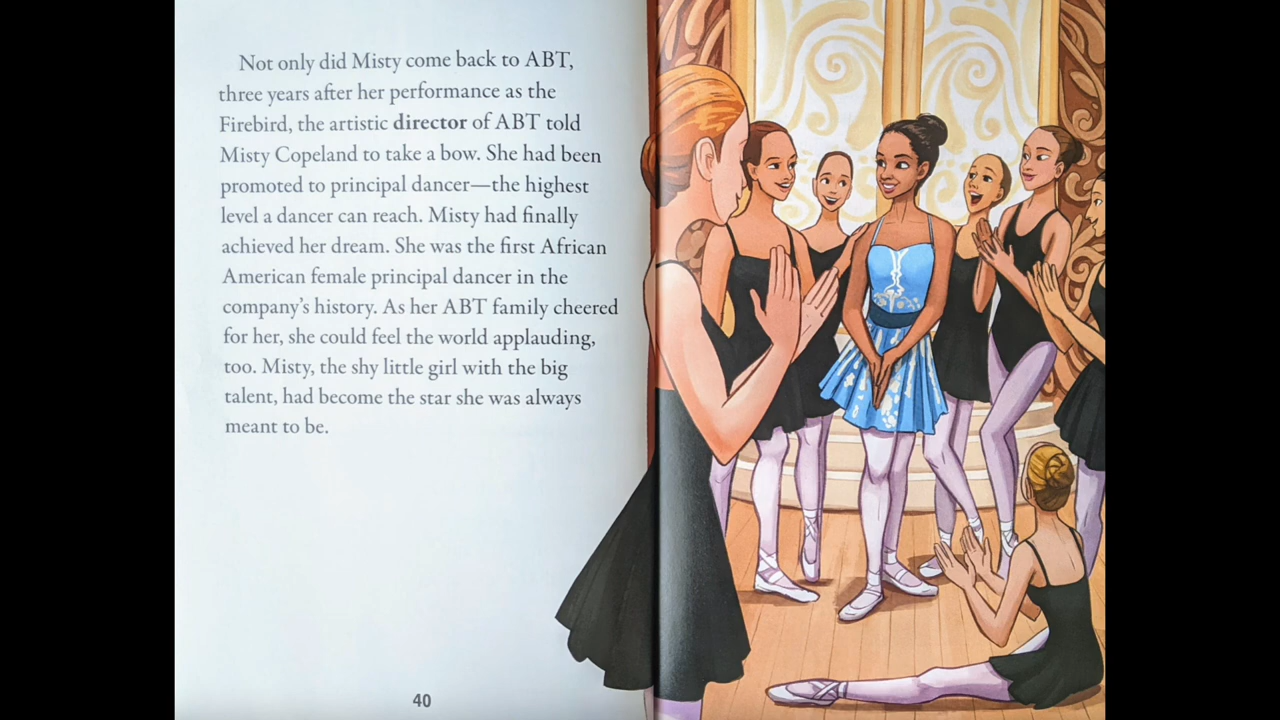 Not only did Misty come back to ABT,
three years after her performance as the
Firebird, the artistic director of ABT told
Misty Copeland to take a bow. She had been
promoted to principal dancer—the highest
level a dancer can reach. Misty had finally
achieved her dream. She was the first African
American female principal dancer in the
company’s history. As her ABT family cheered
for her, she could feel the world applauding,
too. Misty, the shy little girl with the big
talent, had become the star she was always
meant to be.
40